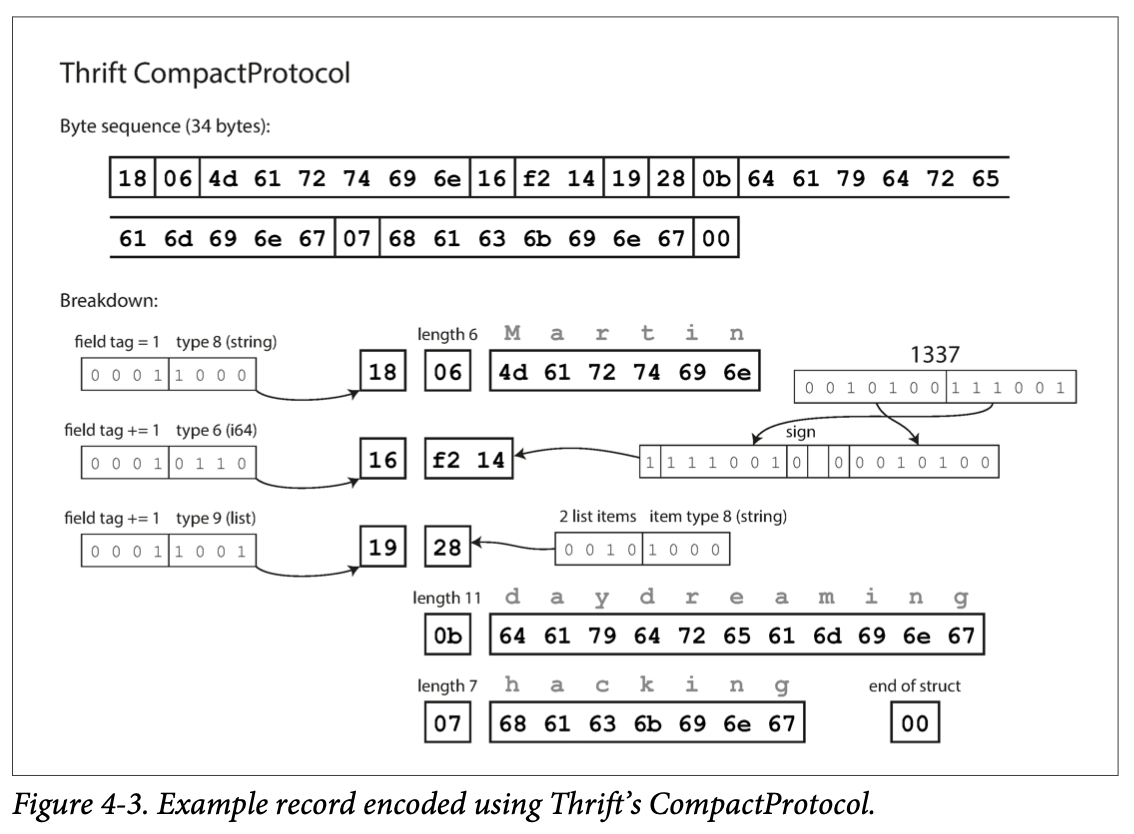 Thrift CompactProtocol
Byte sequence (34 bytes):
18 06 4d 61 72 74 69 6e 16 f2 14 19 28 0b 64 61 79 64 72 65
61 6d 69 6e 67 07 68 61 63 6b 69 6e 67 00
Breakdown:
field tag = 1 type 8 (string)
0 0 0 1 1 0 0 0
18
length 6
06
M a r t i n
4d 61 72 74 69 6e
1337
0 0 1 0 1 0 0 1 1 1 0 0 1
field tag += 1 type 6 (i64)
0 0 0 1 0 1 1 0
16
f2 14
sign
1 1 1 1 0 0 1 0 0 0 0 1 0 1 0 0
field tag += 1 type 9 (list)
0 0 0 1 1 0 0 1
19
28
2 list items item type 8 (string)
0 0 1 0 1 0 0 0
length 11
0b
d a y d r e a m i n g
64 61 79 64 72 65 61 6d 69 6e 67
length 7
07
h a c k i n g
68 61 63 6b 69 6e 67
end of struct
00
Figure 4-3. Example record encoded using Thrift’s CompactProtocol.